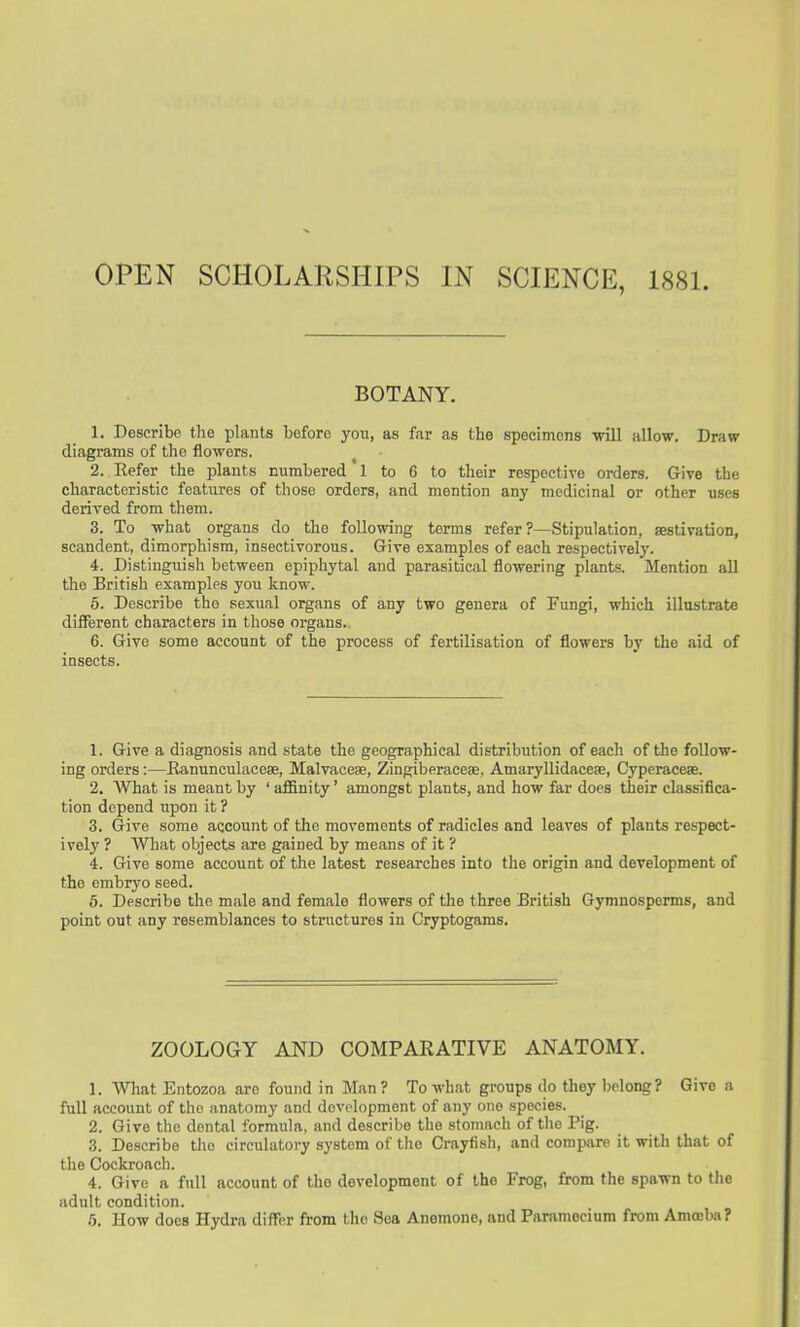 OPEN SCHOLARSHIPS IN SCIENCE, 1881.
BOTANY.
1. Describe the plants before you, as far as the specimens will allow. Draw
diagrams of the flowers.
2. Refer the plants numbered 1 to 6 to their respective orders. Give the
characteristic features of those orders, and mention any medicinal or other uses
derived from them.
3. To what organs do the following terms refer?—Stipulation, æstivation,
scandent, dimorphism, insectivorous. Give examples of each respectively.
4. Distinguish between epiphytal and parasitical flowering plants. Mention all
the British examples you know.
5. Describe the sexual organs of any two genera of Fungi, which illustrate
different characters in those organs.
6. Give some account of the process of fertilisation of flowers by the aid of
insects.
1. Give a diagnosis and state the geographical distribution of each of the follow-
ing orders:—Ranunculaceæ, Malvaceæ, Zingiberaceæ, Amaryllidaceæ, Cyperaceæ.
2. What is meant by ‘affinity’ amongst plants, and how far does their classifica-
tion depend upon it?
3. Give some account of the movements of radicles and leaves of plants respect-
ively? What objects are gained by means of it?
4. Give some account of the latest researches into the origin and development of
the embryo seed.
5. Describe the male and female flowers of the three British Gymnosperms, and
point out any resemblances to structures in Cryptogams.
ZOOLOGY AND COMPARATIVE ANATOMY.
1. What Entozoa are found in Man? To what groups do they belong? Give a
full account of the anatomy and development of any one species.
2. Give the dental formula, and describe the stomach of the Pig.
3. Describe the circulatory system of the Crayfish, and compare it with that of
the Cockroach.
4. Give a full account of the development of the Frog, from the spawn to the
adult condition.
5. How does Hydra differ from the Sea Anemone, and Paramecium from Amœba?